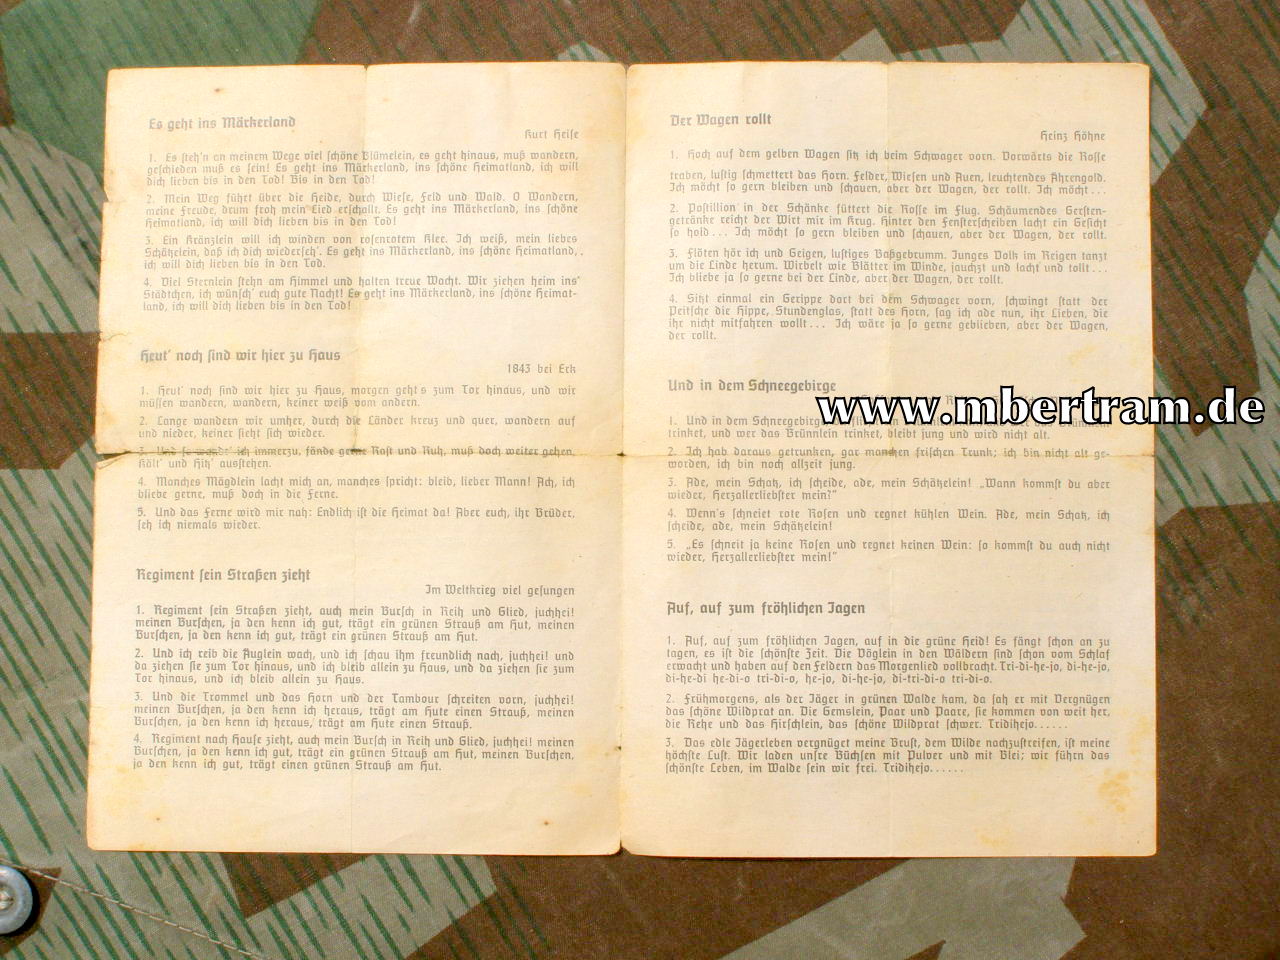 Es geht ins Märkerland
Kurt Heise
1. Es steh'n an meinem Wege viel schöne Blümelein, es geht hinaus, muß wandern,
geschieden muß es sein! Es geht ins Märkerland, ins schöne Heimatland, ich will
dich lieben bis in den Tod! Bis in den Tod!
2. Mein Weg führt über die Heide, durch Wiese, Feld und Wald. O Wandern,
meine Freude, drum froh mein Lied erschallt. Es geht ins Märkerland, ins schöne
Heimatland, ich will dich lieben bis in den Tod!
3. Ein Kränzlein will ich winden von rosenrotem Klee. Ich weiß, mein liebes
Schätzelein, daß ich dich wiederseh'. Es geht ins Märkerland, ins schöne Heimatland,
ich will dich lieben bis in den Tod.
4. Viel Sternlein stehn am Himmel und halten treue Wacht. Wir ziehen heim ins
Städtchen, ich wünsch' euch gute Nacht! Es geht ins Märkerland, ins schöne Heimat-
land, ich will dich lieben bis in den Tod!
Heut' noch sind wir hier zu Haus
1843 bei Erk
1. Heut' noch sind wir hier zu Haus, morgen geht's zum Tor hinaus, und wir
müssen wandern, wandern, keiner weiß vom andern.
2. Lange wandern wir umher, durch die Länder kreuz und quer, wandern auf
und nieder, keiner sieht sich wieder.
3. Und so wandr' ich immerzu, fände gerne Rast und Ruh, muß doch weiter gehen,
Kält' und Hitz' ausstehen.
4. Manches Mägdlein lacht mich an, manches spricht: bleib, lieber Mann! Ach, ich
bliebe gerne, muß doch in die Ferne.
5. Und das Ferne wird mir nah: Endlich ist die Heimat da! Aber euch, ihr Brüder,
seh ich niemals wieder.
Regiment sein Straßen zieht
Im Weltkrieg viel gesungen
1. Regiment sein Straßen zieht, auch mein Bursch in Reih und Glied, juchhei!
meinen Burschen, ja den kenn ich gut, trägt ein grünen Strauß am Hut, meinen
Burschen, ja den kenn ich gut, trägt ein grünen Strauß am Hut.
2. Und ich reib die Äuglein wach, und ich schau ihm freundlich nach, juchhei! und
da ziehen sie zum Tor hinaus, und ich bleib allein zu Haus, und da ziehen sie zum
Tor hinaus, und ich bleib allein zu Haus.
3. Und die Trommel und das Horn und der Tambour schreiten vorn, juchhei!
meinen Burschen, ja den kenn ich heraus, trägt am Hute einen Strauß, meinen
Burschen, ja den kenn ich heraus, trägt am Hute einen Strauß.
4. Regiment nach Hause zieht, auch mein Bursch in Reih und Glied, juchhei! meinen
Burschen, ja den kenn ich gut, trägt ein grünen Strauß am Hut, meinen Burschen,
ja den kenn ich gut, trägt einen grünen Strauß am Hut.
Der Wagen rollt
Heinz Höhne
1. Hoch auf dem gelben Wagen sitz ich beim Schwager vorn. Vorwärts die Rosse
traben, lustig schmettert das Horn. Felder, Wiesen und Auen, leuchtendes Ährengold.
Ich möcht so gern bleiben und schauen, aber der Wagen, der rollt. Ich möcht...
2. Postillion in der Schänke füttert die Rosse im Flug. Schäumendes Gersten-
getränke reicht der Wirt mir im Krug. Hinter den Fensterscheiben lacht ein Gesicht
so hold... Ich möcht so gern bleiben und schauen, aber der Wagen, der rollt.
3. Flöten hör ich und Geigen, lustiges Baßgebrumm. Junges Volk im Reigen tanzt
um die Linde herum. Wirbelt wie Blätter im Winde, jauchzt und lacht und tollt...
Ich bliebe ja so gerne bei der Linde, aber der Wagen, der rollt.
4. Sitzt einmal ein Gerippe dort bei dem Schwager vorn, schwingt statt der
Peitsche die Hippe, Stundenglas, statt des Horn, sag ich ade nun, ihr Lieben, die
ihr nicht mitfahren wollt... Ich wäre ja so gerne geblieben, aber der Wagen,
der rollt.
Und in dem Schneegebirge
www.mbertram.de
1. Und in dem Schneegebirge,
trinket, und wer das Brünnlein trinket, bleibt jung und wird nicht alt.
2. Ich hab daraus getrunken, gar manchen frischen Trunk; ich bin nicht alt ge-
worden, ich bin noch allzeit jung.
3. Ade, mein Schatz, ich scheide, ade, mein Schätzelein! „Wann kommst du aber
wieder, Herzallerliebster mein?"
4. Wenn's schneiet rote Rosen und regnet kühlen Wein. Ade, mein Schatz, ich
scheide, ade, mein Schätzelein!
5. „Es schneit ja keine Rosen und regnet keinen Wein: so kommst du auch nicht
wieder, Herzallerliebster mein!"
Auf, auf zum fröhlichen Jagen
1. Auf, auf zum fröhlichen Jagen, auf in die grüne Heid! Es fängt schon an zu
tagen, es ist die schönste Zeit. Die Vöglein in den Wäldern sind schon vom Schlaf
erwacht und haben auf den Feldern das Morgenlied vollbracht. Tri-di-he-jo, di-he-jo,
di-he-di he-di-o tri-di-o, he-jo, di-he-jo, di-tri-di-o tri-di-o.
2. Frühmorgens, als der Jäger in grünen Walde kam, da sah er mit Vergnügen
das schöne Wildprat an. Die Gemslein, Paar und Paare, sie kommen von weit her,
die Rehe und das Hirschlein, das schöne Wildprat schwer. Tridihejo......
3. Das edle Jägerleben vergnüget meine Brust, dem Wilde nachzustreifen, ist meine
höchste Lust. Wir laden unsre Büchsen mit Pulver und mit Blei; wir führn das
schönste Leben, im Walde sein wir frei. Tridihejo......